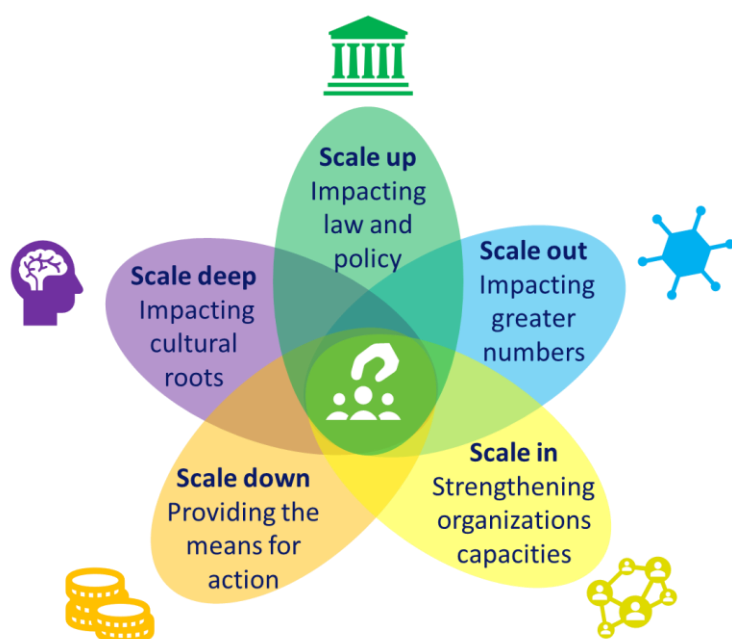 Scale up
Impacting
law and
policy
Scale deep
Impacting
cultural
roots
Scale out
Impacting
greater
numbers
Scale down
Providing the
means for
action
Scale in
Strengthening
organizations
capacities